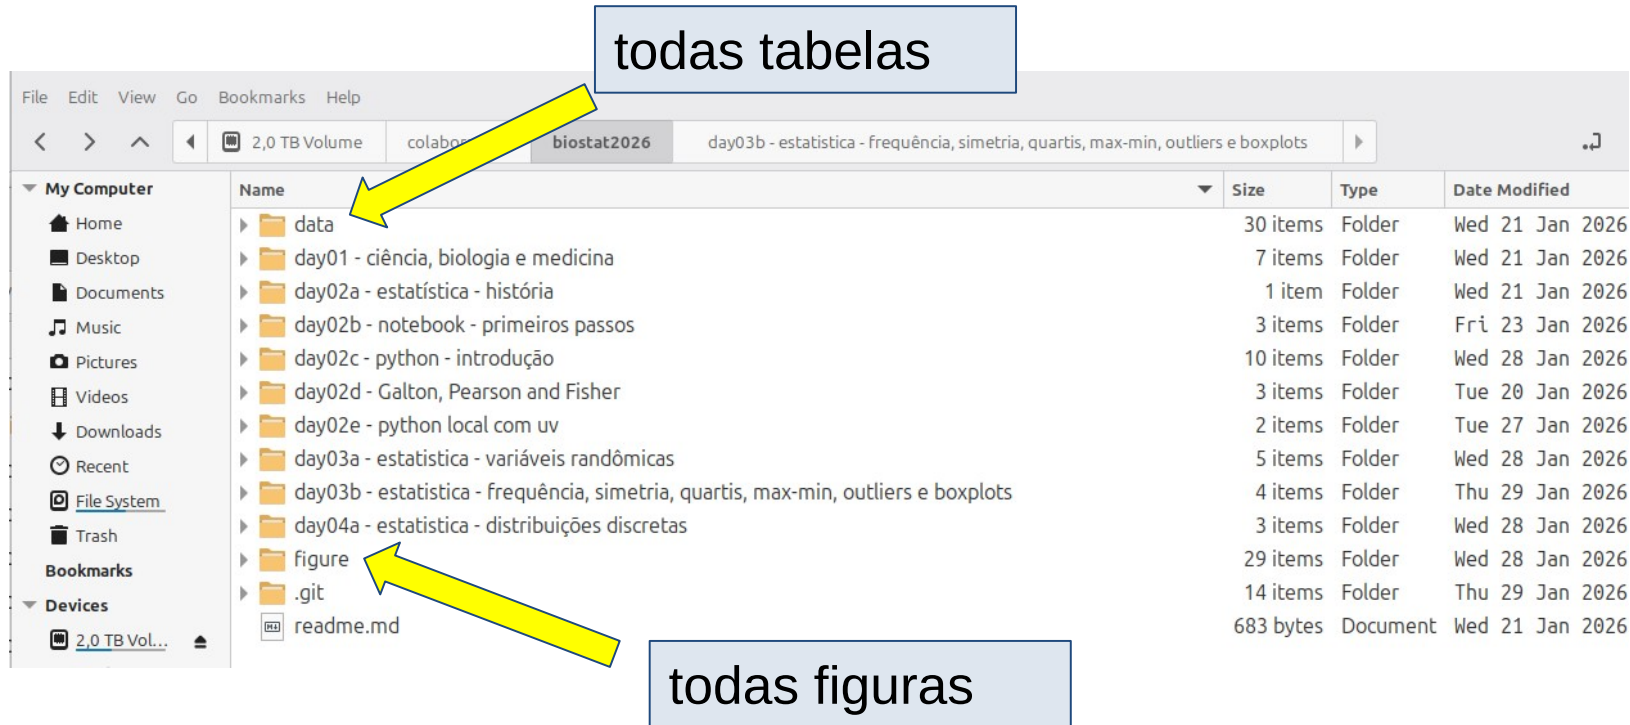 todas tabelas
File Edit View Go Bookmarks Help
2,0 TB Volume biostat2026 day03b - estatistica - frequência, simetria, quartis, max-min, outliers e boxplots
My Computer Name Size Type Date Modified
Home data 30 items Folder Wed 21 Jan 2026
Desktop day01 - ciência, biologia e medicina 7 items Folder Wed 21 Jan 2026
Documents day02a - estatística - história 1 item Folder Wed 21 Jan 2026
Music day02b - notebook - primeiros passos 3 items Folder Fri 23 Jan 2026
Pictures day02c - python - introdução 10 items Folder Wed 28 Jan 2026
Videos day02d - Galton, Pearson and Fisher 3 items Folder Tue 20 Jan 2026
Downloads day02e - python local com uv 2 items Folder Tue 27 Jan 2026
Recent day03a - estatistica - variáveis randômicas 5 items Folder Wed 28 Jan 2026
File System day03b - estatistica - frequência, simetria, quartis, max-min, outliers e boxplots 4 items Folder Thu 29 Jan 2026
Trash day04a - estatistica - distribuições discretas 3 items Folder Wed 28 Jan 2026
Bookmarks figure 29 items Folder Wed 28 Jan 2026
Devices .git 14 items Folder Thu 29 Jan 2026
2,0 TB Vol... readme.md 683 bytes Document Wed 21 Jan 2026
todas figuras